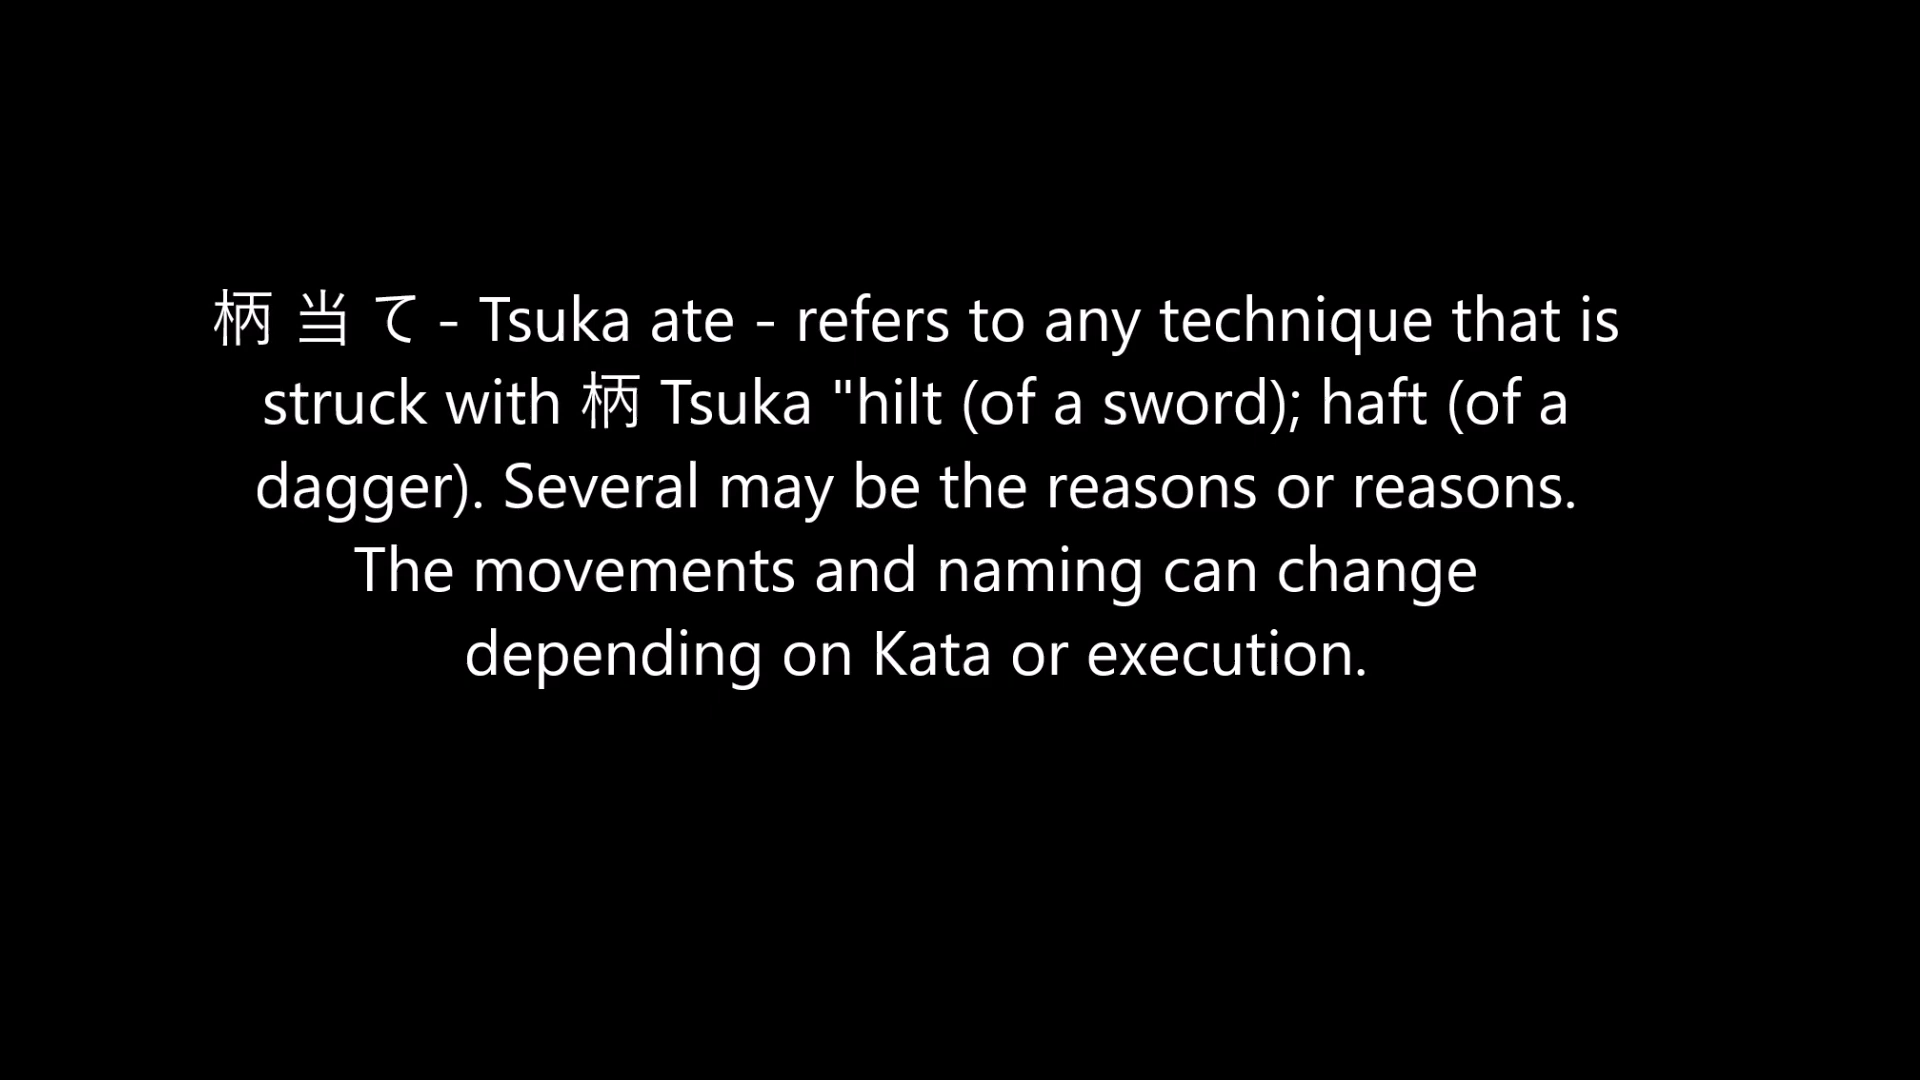 柄 当 て - Tsuka ate - refers to any technique that is
struck with 柄 Tsuka "hilt (of a sword); haft (of a
dagger). Several may be the reasons or reasons.
The movements and naming can change
depending on Kata or execution.